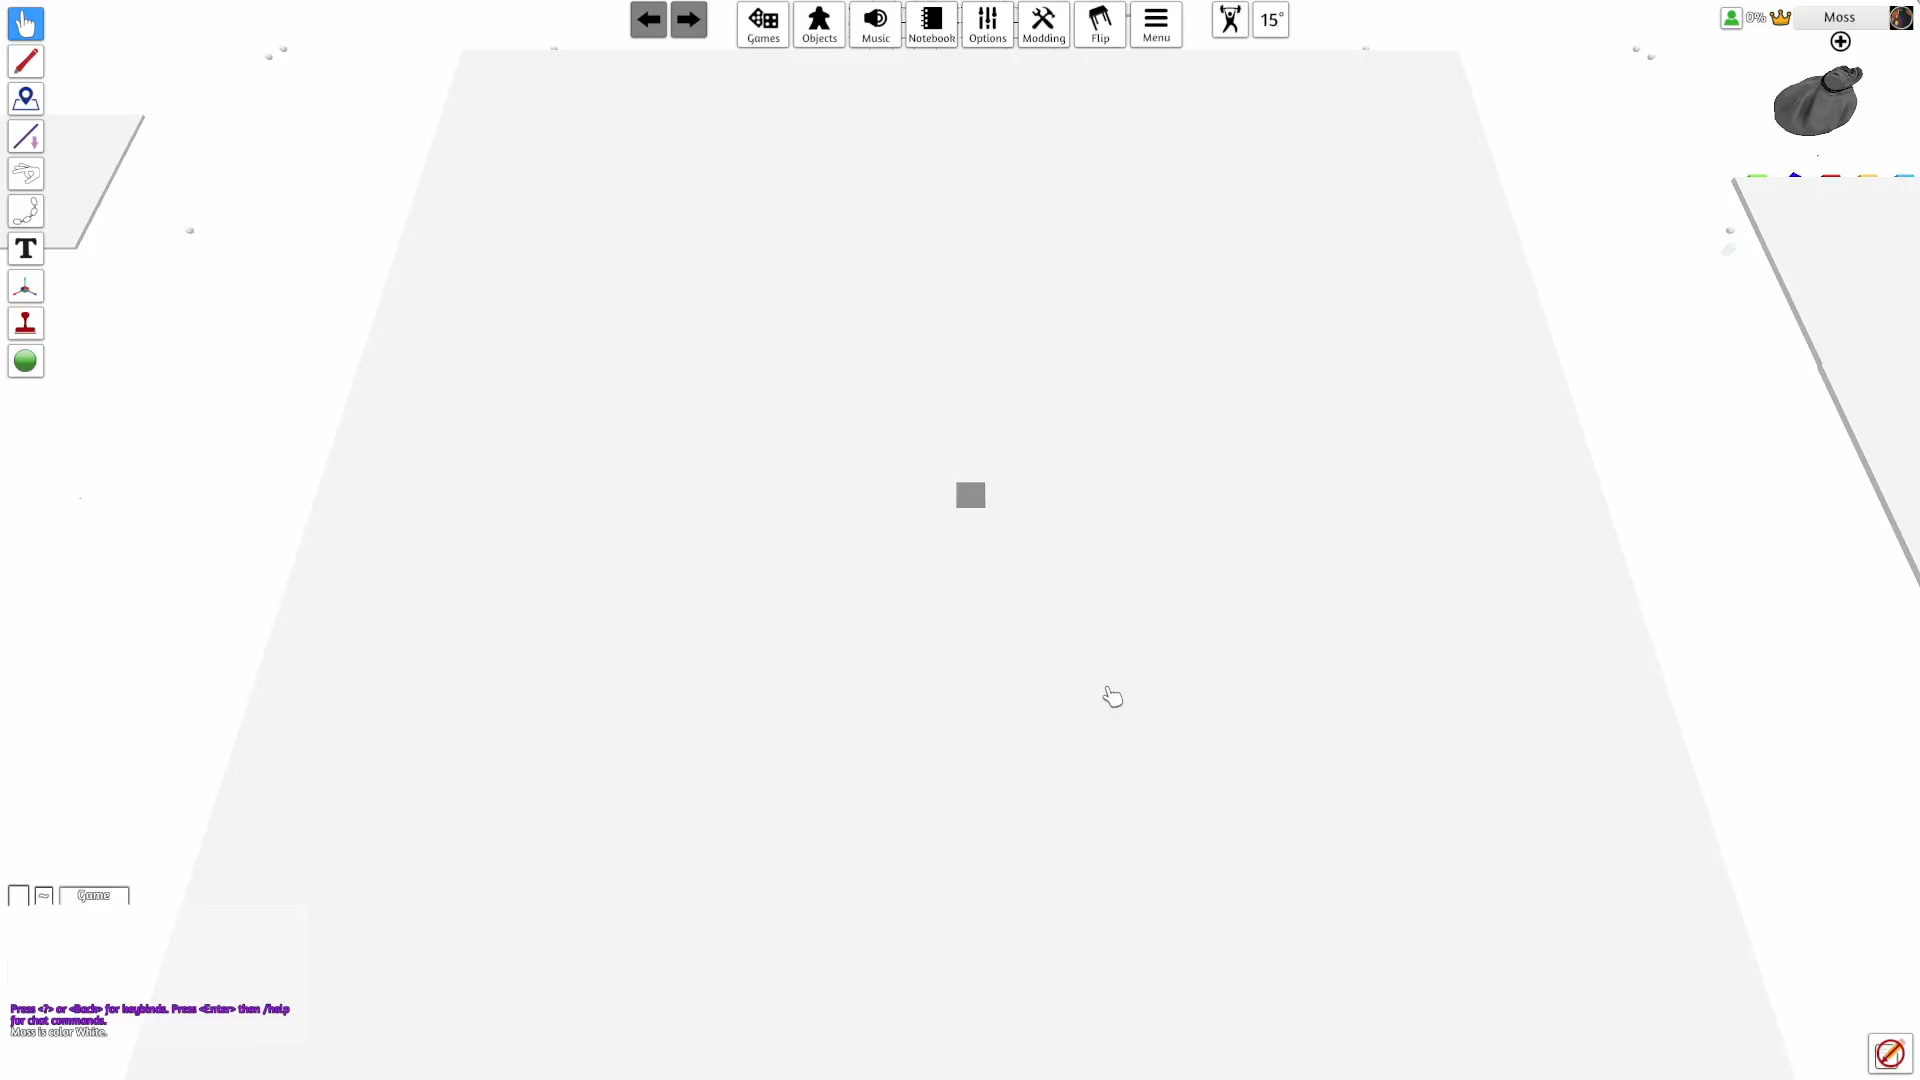 Games
Objects
Music
Notebook
Options
Modding
Flip
Menu
15°
0%
Moss
T
~
Game
Press <?> or <Back> for keybinds. Press <Enter> then /help
for chat commands.
Moss is color White.